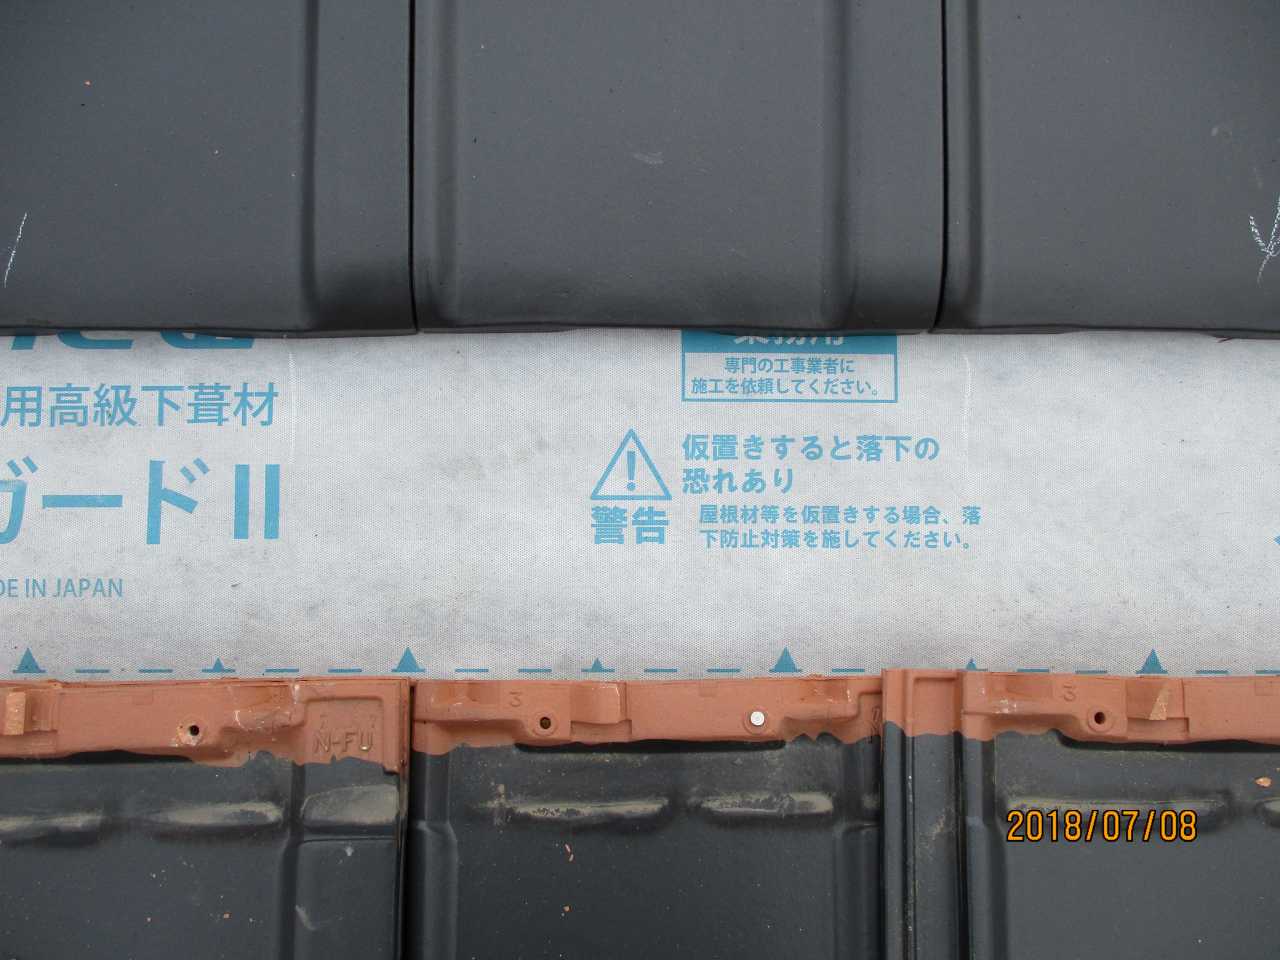 業務用
専門の工事業者に
施工を依頼してください。
用高級下葺材
ガードII
仮置きすると落下の
恐れあり
警告
屋根材等を仮置きする場合、落
下防止対策を施してください。
DE IN JAPAN
3
3
N-FU
2018/07/08